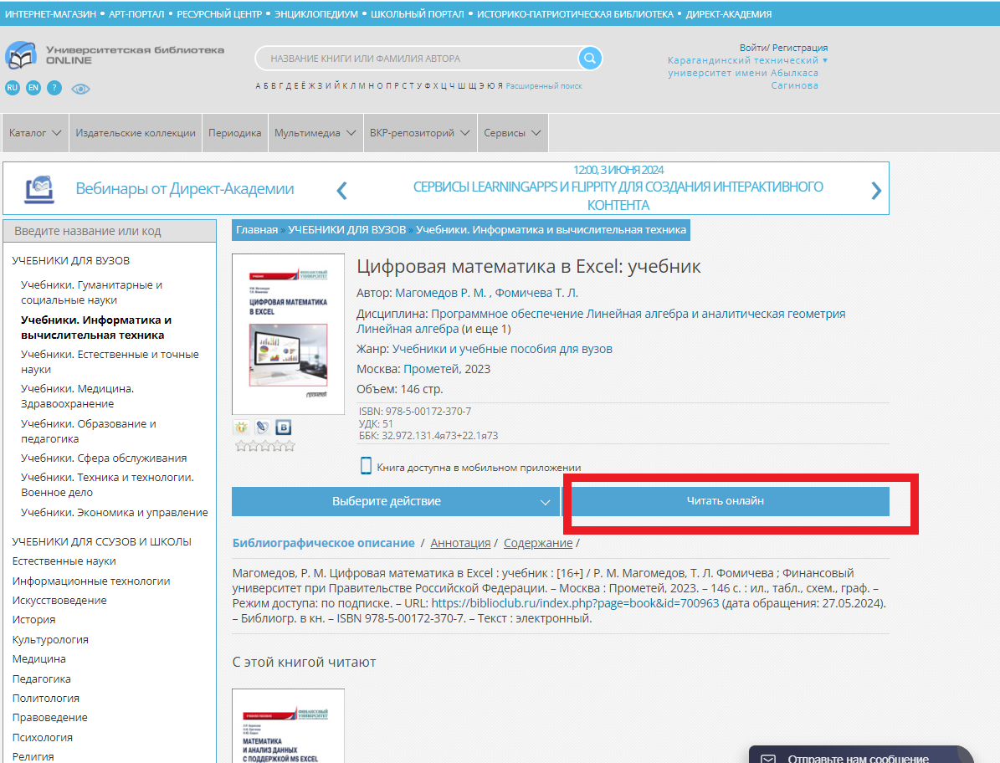 ИНТЕРНЕТ-МАГАЗИН • АРТ-ПОРТАЛ • РЕСУРСНЫЙ ЦЕНТР • ЭНЦИКЛОПЕДИУМ • ШКОЛЬНЫЙ ПОРТАЛ • ИСТОРИКО-ПАТРИОТИЧЕСКАЯ БИБЛИОТЕКА • ДИРЕКТ-АКАДЕМИЯ
Университетская библиотека
ONLINE
RU EN ?
НАЗВАНИЕ КНИГИ ИЛИ ФАМИЛИЯ АВТОРА
А Б В Г Д Е Ё Ж З И Й К Л М Н О П Р С Т У Ф Х Ц Ч Ш Щ Э Ю Я Расширенный поиск
Войти/ Регистрация
Карагандинский технический
университет имени Абылкаса
Сагинова
Каталог
Издательские коллекции
Периодика
Мультимедиа
ВКР-репозиторий
Сервисы
Вебинары от Директ-Академии
12:00, 3 ИЮНЯ 2024
СЕРВИСЫ LEARNINGAPPS И FLIPPITY ДЛЯ СОЗДАНИЯ ИНТЕРАКТИВНОГО
КОНТЕНТА
Введите название или код
УЧЕБНИКИ ДЛЯ ВУЗОВ
Учебники. Гуманитарные и
социальные науки
Учебники. Информатика и
вычислительная техника
Учебники. Естественные и точные
науки
Учебники. Медицина.
Здравоохранение
Учебники. Образование и
педагогика
Учебники. Сфера обслуживания
Учебники. Техника и технологии.
Военное дело
Учебники. Экономика и управление
УЧЕБНИКИ ДЛЯ ССУЗОВ И ШКОЛЫ
Естественные науки
Информационные технологии
Искусствоведение
История
Культурология
Медицина
Педагогика
Политология
Правоведение
Психология
Религия
Главная » УЧЕБНИКИ ДЛЯ ВУЗОВ » Учебники. Информатика и вычислительная техника
ФИНАНСОВЫЙ
УНИВЕРСИТЕТ
ЦИФРОВАЯ МАТЕМАТИКА
В EXCEL
Прометей
B
Цифровая математика в Excel: учебник
Автор: Магомедов Р. М. , Фомичева Т. Л.
Дисциплина: Программное обеспечение Линейная алгебра и аналитическая геометрия
Линейная алгебра (и еще 1)
Жанр: Учебники и учебные пособия для вузов
Москва: Прометей, 2023
Объем: 146 стр.
ISBN: 978-5-00172-370-7
УДК: 51
ББК: 32.972.131.4я73+22.1я73
Книга доступна в мобильном приложении
Выберите действие
Читать онлайн
Библиографическое описание / Аннотация / Содержание /
Магомедов, Р. М. Цифровая математика в Excel : учебник : [16+] / Р. М. Магомедов, Т. Л. Фомичева ; Финансовый
университет при Правительстве Российской Федерации. – Москва : Прометей, 2023. – 146 с. : ил., табл., схем., граф. –
Режим доступа: по подписке. – URL: https://biblioclub.ru/index.php?page=book&id=700963 (дата обращения: 27.05.2024).
– Библиогр. в кн. – ISBN 978-5-00172-370-7. – Текст : электронный.
С этой книгой читают
ФИНАНСОВЫЙ
УНИВЕРСИТЕТ
МАТЕМАТИКА
И АНАЛИЗ ДАННЫХ
С ПОДДЕРЖКОЙ MS EXCEL
Отправьте нам сообщение